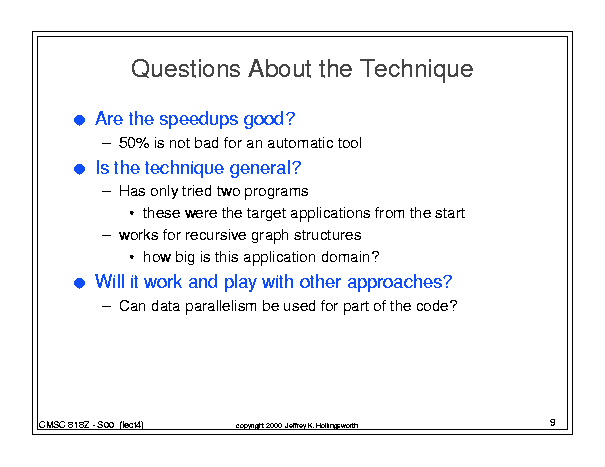 Questions About the Technique
● Are the speedups good?
– 50% is not bad for an automatic tool
● Is the technique general?
– Has only tried two programs
• these were the target applications from the start
– works for recursive graph structures
• how big is this application domain?
● Will it work and play with other approaches?
– Can data parallelism be used for part of the code?
CMSC 818Z - S00 (lect4)
copyright 2000 Jeffrey K. Hollingsworth
9